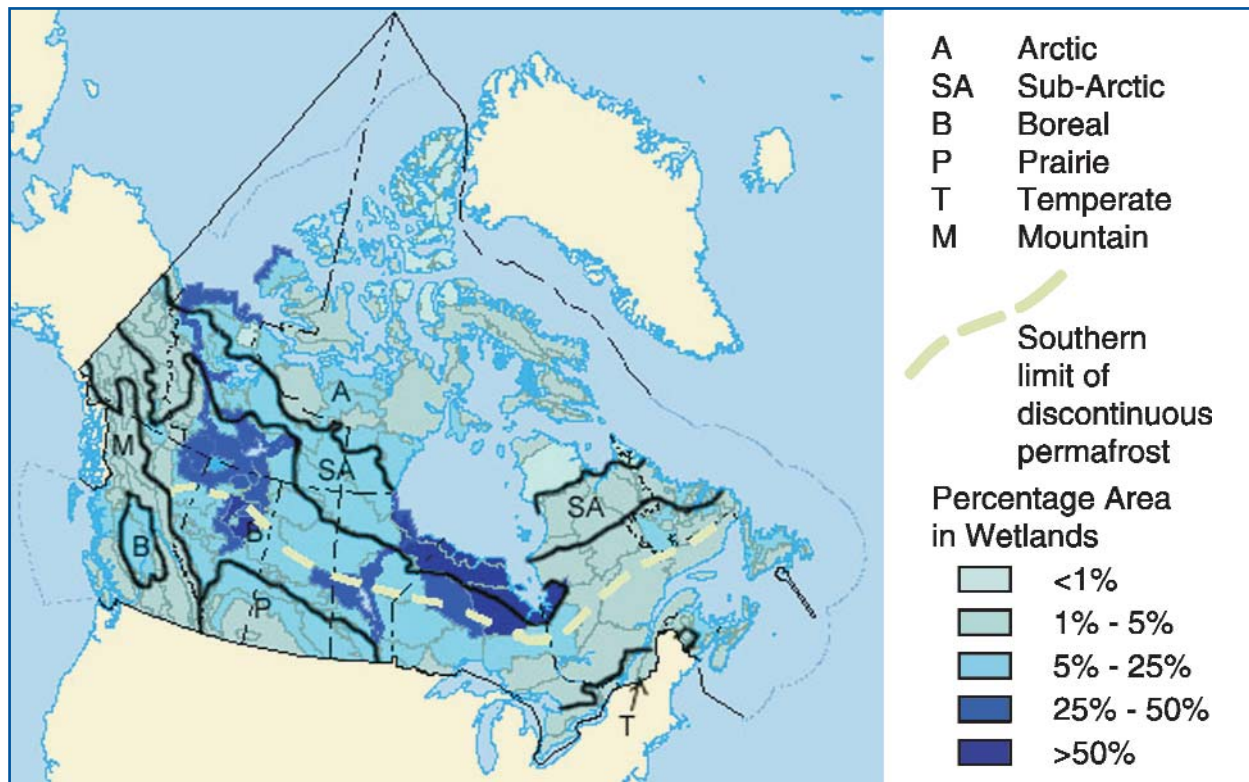 A Arctic
SA Sub-Arctic
B Boreal
P Prairie
T Temperate
M Mountain
Southern
limit of
discontinuous
permafrost
Percentage Area
in Wetlands
<1%
1% - 5%
5% - 25%
25% - 50%
>50%
A
M
SA
SA
B
B
P
T